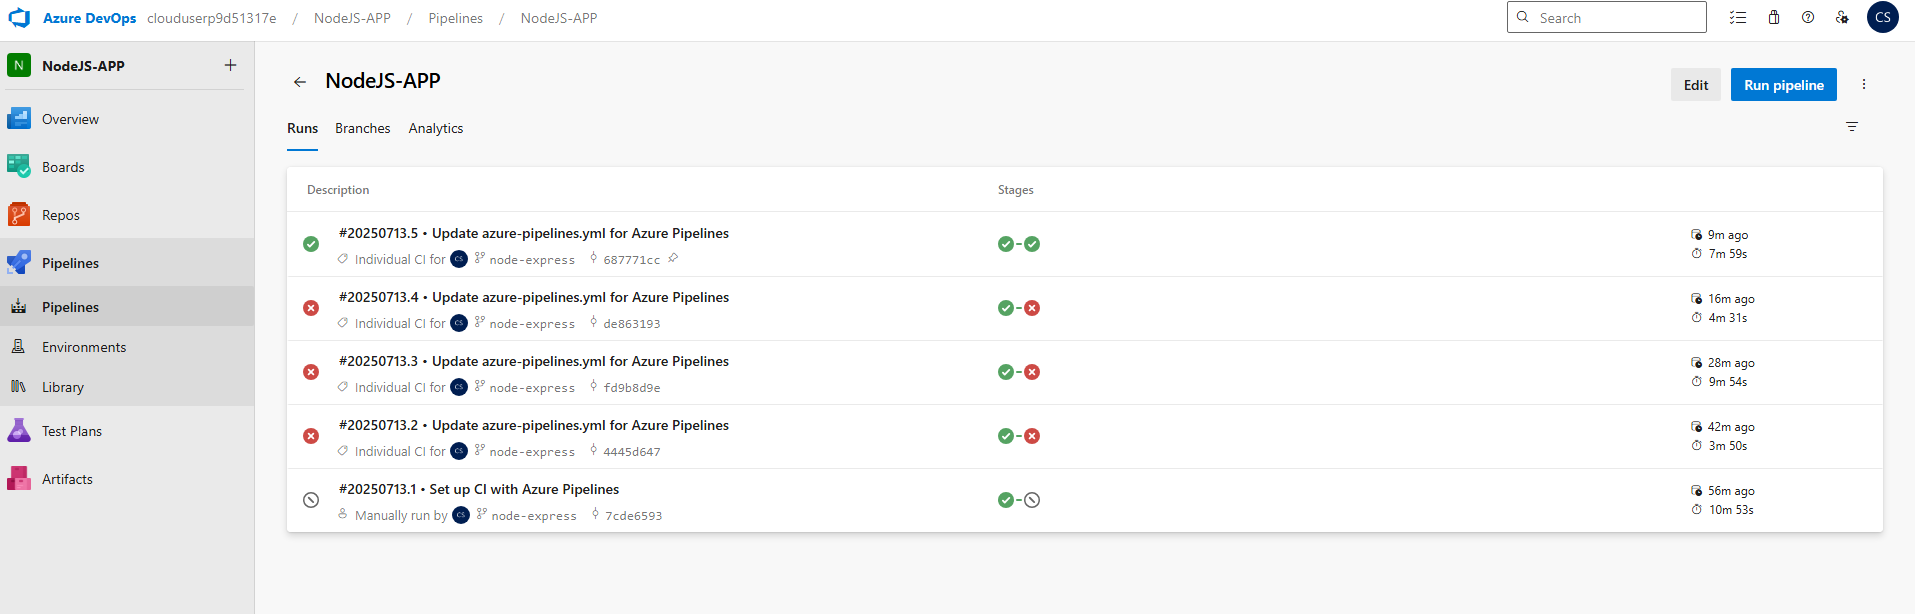 Azure DevOps clouduserp9d51317e / NodeJS-APP / Pipelines / NodeJS-APP
Search
CS
N NodeJS-APP
Overview
Boards
Repos
Pipelines
Pipelines
Environments
Library
Test Plans
Artifacts
NodeJS-APP
Edit
Run pipeline
Runs Branches Analytics
Description Stages
#20250713.5 • Update azure-pipelines.yml for Azure Pipelines
Individual CI for CS node-express 687771cc
9m ago
7m 59s
#20250713.4 • Update azure-pipelines.yml for Azure Pipelines
Individual CI for CS node-express de863193
16m ago
4m 31s
#20250713.3 • Update azure-pipelines.yml for Azure Pipelines
Individual CI for CS node-express fd9b8d9e
28m ago
9m 54s
#20250713.2 • Update azure-pipelines.yml for Azure Pipelines
Individual CI for CS node-express 4445d647
42m ago
3m 50s
#20250713.1 • Set up CI with Azure Pipelines
Manually run by CS node-express 7cde6593
56m ago
10m 53s